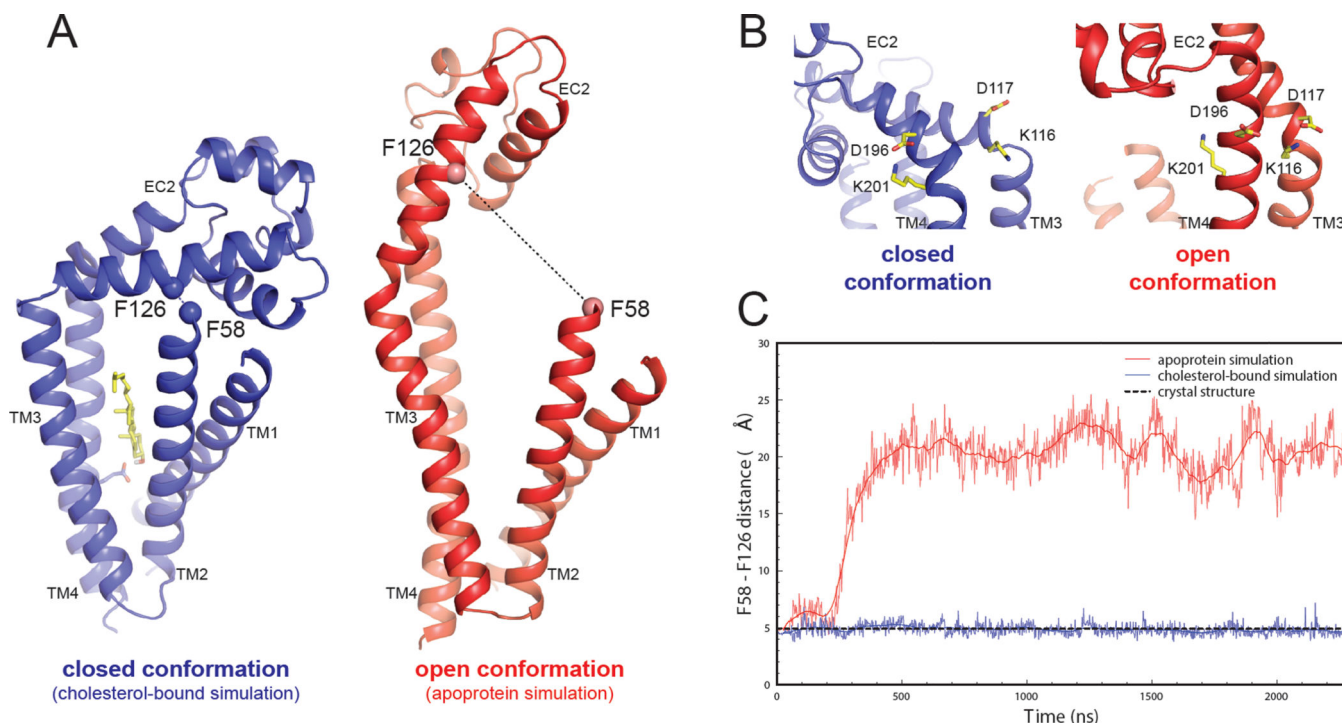 A
EC2
F126
F58
TM3
TM1
TM4
TM2
closed conformation
(cholesterol-bound simulation)
EC2
F126
F58
TM3
TM1
TM4
TM2
open conformation
(apoprotein simulation)
B
EC2
D117
D196
K116
K201
TM4
TM3
closed
conformation
EC2
D117
D196
K201
K116
TM4
TM3
open
conformation
C
apoprotein simulation
cholesterol-bound simulation
crystal structure
F58 - F126 distance (Å)
30
25
20
15
10
5
0
0
500
1000
1500
2000
Time (ns)